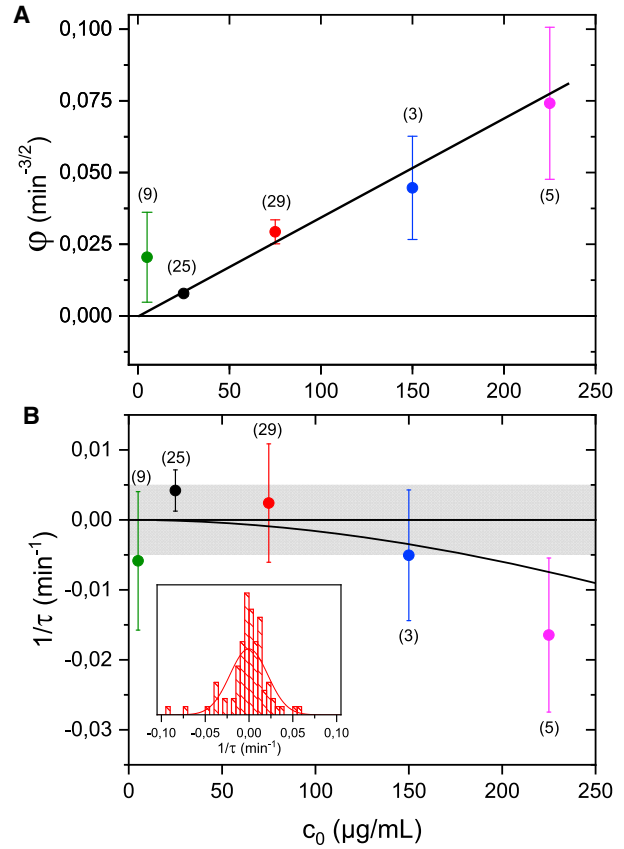 A
φ (min⁻³/²)
0,100
0,075
0,050
0,025
0,000
(9)
(25)
(29)
(3)
(5)
0 50 100 150 200 250
B
1/τ (min⁻¹)
0,01
0,00
-0,01
-0,02
-0,03
(9)
(25)
(29)
(3)
(5)
-0,10 -0,05 0,00 0,05 0,10
1/τ (min⁻¹)
0 50 100 150 200 250
c₀ (µg/mL)